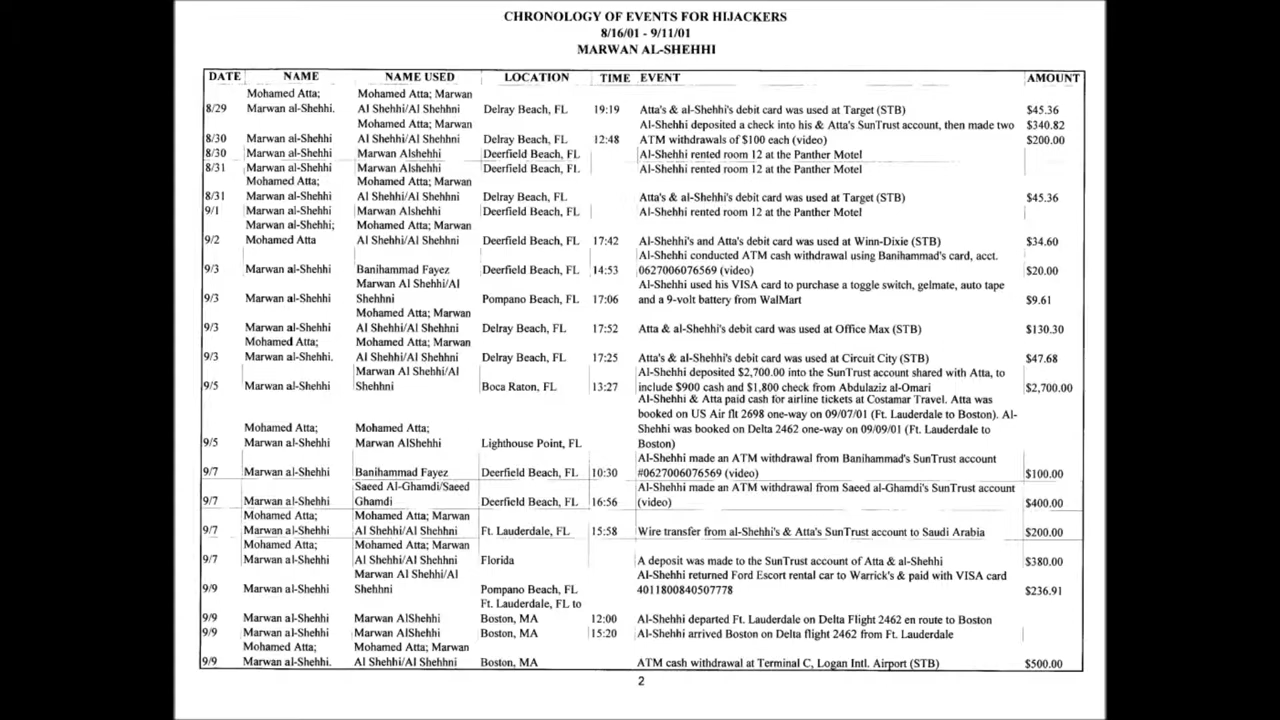 CHRONOLOGY OF EVENTS FOR HIJACKERS
8/16/01 - 9/11/01
MARWAN AL-SHEHHI
DATE NAME NAME USED LOCATION TIME EVENT AMOUNT
Mohamed Atta; Mohamed Atta; Marwan
8/29 Marwan al-Shehhi. Al Shehhi/Al Shehhni Delray Beach, FL 19:19 Atta's & al-Shehhi's debit card was used at Target (STB) $45.36
Mohamed Atta; Marwan Al-Shehhi deposited a check into his & Atta's SunTrust account, then made two $340.82
8/30 Marwan al-Shehhi Al Shehhi/Al Shehhni Delray Beach, FL 12:48 ATM withdrawals of $100 each (video) $200.00
8/30 Marwan al-Shehhi Marwan Alshehhi Deerfield Beach, FL Al-Shehhi rented room 12 at the Panther Motel
8/31 Marwan al-Shehhi Marwan Alshehhi Deerfield Beach, FL Al-Shehhi rented room 12 at the Panther Motel
Mohamed Atta; Mohamed Atta; Marwan
8/31 Marwan al-Shehhi Al Shehhi/Al Shehhni Delray Beach, FL Atta's & al-Shehhi's debit card was used at Target (STB) $45.36
9/1 Marwan al-Shehhi Marwan Alshehhi Deerfield Beach, FL Al-Shehhi rented room 12 at the Panther Motel
Marwan al-Shehhi; Mohamed Atta; Marwan
9/2 Mohamed Atta Al Shehhi/Al Shehhni Deerfield Beach, FL 17:42 Al-Shehhi's and Atta's debit card was used at Winn-Dixie (STB) $34.60
Al-Shehhi conducted ATM cash withdrawal using Banihammad's card, acct.
9/3 Marwan al-Shehhi Banihammad Fayez Deerfield Beach, FL 14:53 0627006076569 (video) $20.00
Marwan Al Shehhi/Al Al-Shehhi used his VISA card to purchase a toggle switch, gelmate, auto tape
9/3 Marwan al-Shehhi Shehhni Pompano Beach, FL 17:06 and a 9-volt battery from WalMart $9.61
Mohamed Atta; Marwan
9/3 Marwan al-Shehhi Al Shehhi/Al Shehhni Delray Beach, FL 17:52 Atta & al-Shehhi's debit card was used at Office Max (STB) $130.30
Mohamed Atta; Mohamed Atta; Marwan
9/3 Marwan al-Shehhi. Al Shehhi/Al Shehhni Delray Beach, FL 17:25 Atta's & al-Shehhi's debit card was used at Circuit City (STB) $47.68
Marwan Al Shehhi/Al Al-Shehhi deposited $2,700.00 into the SunTrust account shared with Atta, to
9/5 Marwan al-Shehhi Shehhni Boca Raton, FL 13:27 include $900 cash and $1,800 check from Abdulaziz al-Omari $2,700.00
Al-Shehhi & Atta paid cash for airline tickets at Costamar Travel. Atta was
booked on US Air flt 2698 one-way on 09/07/01 (Ft. Lauderdale to Boston). Al-
Mohamed Atta; Mohamed Atta; Shehhi was booked on Delta 2462 one-way on 09/09/01 (Ft. Lauderdale to
9/5 Marwan al-Shehhi Marwan AlShehhi Lighthouse Point, FL Boston)
Al-Shehhi made an ATM withdrawal from Banihammad's SunTrust account
9/7 Marwan al-Shehhi Banihammad Fayez Deerfield Beach, FL 10:30 #0627006076569 (video) $100.00
Saeed Al-Ghamdi/Saeed Al-Shehhi made an ATM withdrawal from Saeed al-Ghamdi's SunTrust account
9/7 Marwan al-Shehhi Ghamdi Deerfield Beach, FL 16:56 (video) $400.00
Mohamed Atta; Mohamed Atta; Marwan
9/7 Marwan al-Shehhi Al Shehhi/Al Shehhni Ft. Lauderdale, FL 15:58 Wire transfer from al-Shehhi's & Atta's SunTrust account to Saudi Arabia $200.00
Mohamed Atta; Mohamed Atta; Marwan
9/7 Marwan al-Shehhi Al Shehhi/Al Shehhni Florida A deposit was made to the SunTrust account of Atta & al-Shehhi $380.00
Marwan Al Shehhi/Al Al-Shehhi returned Ford Escort rental car to Warrick's & paid with VISA card
9/9 Marwan al-Shehhi Shehhni Pompano Beach, FL 4011800840507778 $236.91
Ft. Lauderdale, FL to
9/9 Marwan al-Shehhi Marwan AlShehhi Boston, MA 12:00 Al-Shehhi departed Ft. Lauderdale on Delta Flight 2462 en route to Boston
9/9 Marwan al-Shehhi Marwan AlShehhi Boston, MA 15:20 Al-Shehhi arrived Boston on Delta flight 2462 from Ft. Lauderdale
Mohamed Atta; Mohamed Atta; Marwan
9/9 Marwan al-Shehhi. Al Shehhi/Al Shehhni Boston, MA ATM cash withdrawal at Terminal C, Logan Intl. Airport (STB) $500.00
2